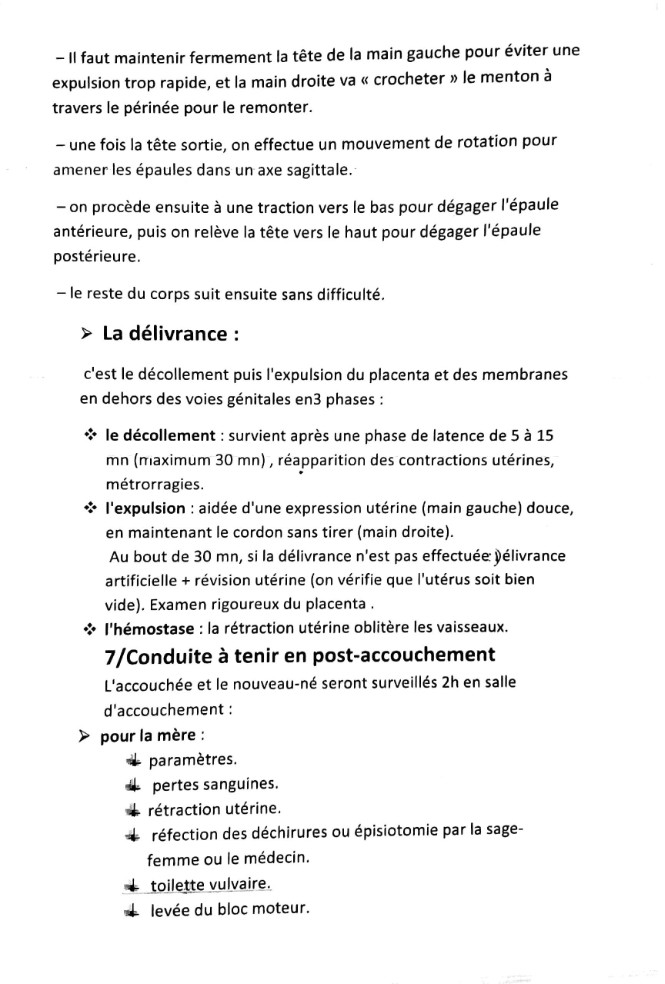 – Il faut maintenir fermement la tête de la main gauche pour éviter une
expulsion trop rapide, et la main droite va « crocheter » le menton à
travers le périnée pour le remonter.
– une fois la tête sortie, on effectue un mouvement de rotation pour
amener les épaules dans un axe sagittale.
– on procède ensuite à une traction vers le bas pour dégager l'épaule
antérieure, puis on relève la tête vers le haut pour dégager l'épaule
postérieure.
– le reste du corps suit ensuite sans difficulté.
➢ La délivrance :
c'est le décollement puis l'expulsion du placenta et des membranes
en dehors des voies génitales en3 phases :
❖ le décollement : survient après une phase de latence de 5 à 15
mn (maximum 30 mn) , réapparition des contractions utérines,
métrorragies.
❖ l'expulsion : aidée d'une expression utérine (main gauche) douce,
en maintenant le cordon sans tirer (main droite).
Au bout de 30 mn, si la délivrance n'est pas effectuée: délivrance
artificielle + révision utérine (on vérifie que l'utérus soit bien
vide). Examen rigoureux du placenta .
❖ l'hémostase : la rétraction utérine oblitère les vaisseaux.
7/Conduite à tenir en post-accouchement
L'accouchée et le nouveau-né seront surveillés 2h en salle
d'accouchement :
➢ pour la mère :
paramètres.
pertes sanguines.
rétraction utérine.
réfection des déchirures ou épisiotomie par la sage-
femme ou le médecin.
toilette vulvaire.
levée du bloc moteur.